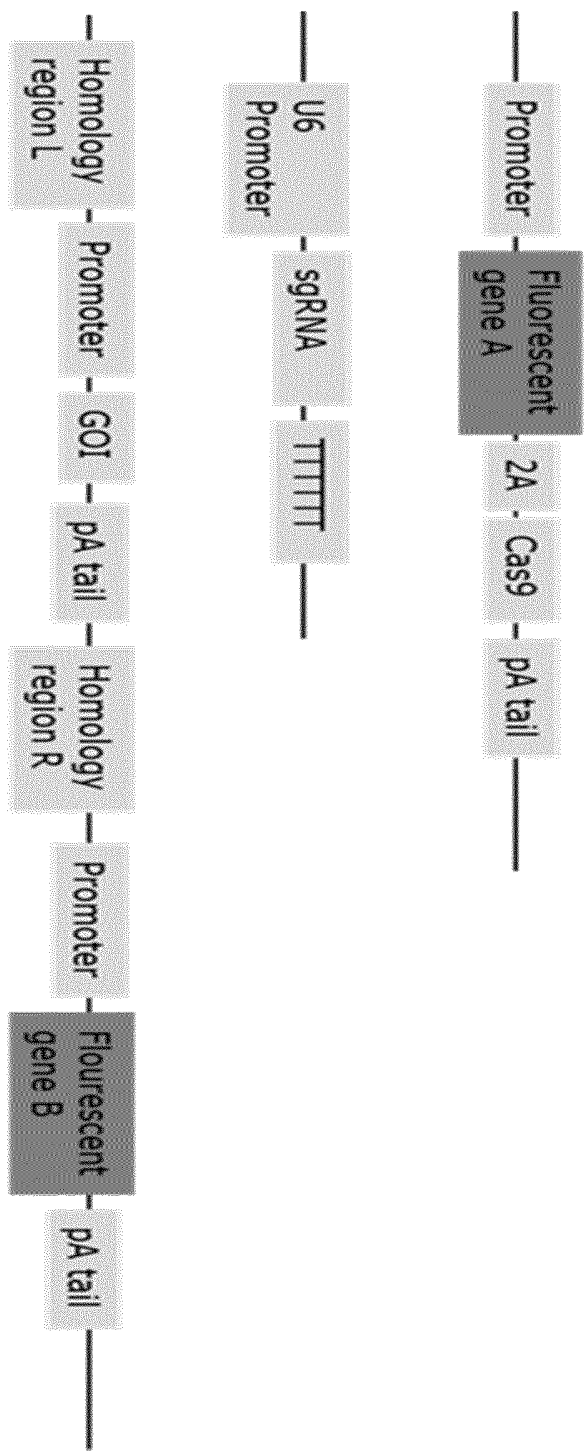 Promoter
Fluorescent
gene A
2A
Cas9
pA tail
U6
Promoter
sgRNA
TTTTTT
Homology
region L
Promoter
GOI
pA tail
Homology
region R
Promoter
Flourescent
gene B
pA tail